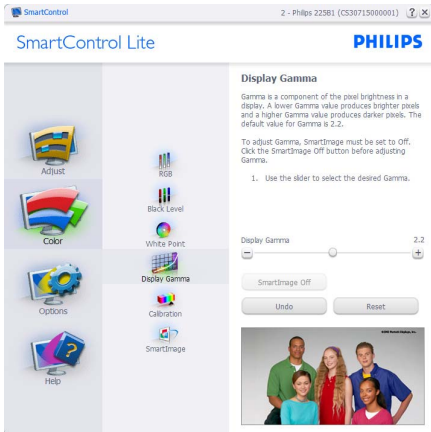 SmartControl
2 - Philips 225B1 (CS30715000001)
? ×
SmartControl Lite
PHILIPS
Adjust
Color
Options
Help
RGB
Black Level
White Point
Display Gamma
Calibration
SmartImage
Display Gamma
Gamma is a component of the pixel brightness in a
display. A lower Gamma value produces brighter pixels
and a higher Gamma value produces darker pixels. The
default value for Gamma is 2.2.
To adjust Gamma, SmartImage must be set to Off.
Click the SmartImage Off button before adjusting
Gamma.
1. Use the slider to select the desired Gamma.
Display Gamma
2.2
SmartImage Off
Undo
Reset